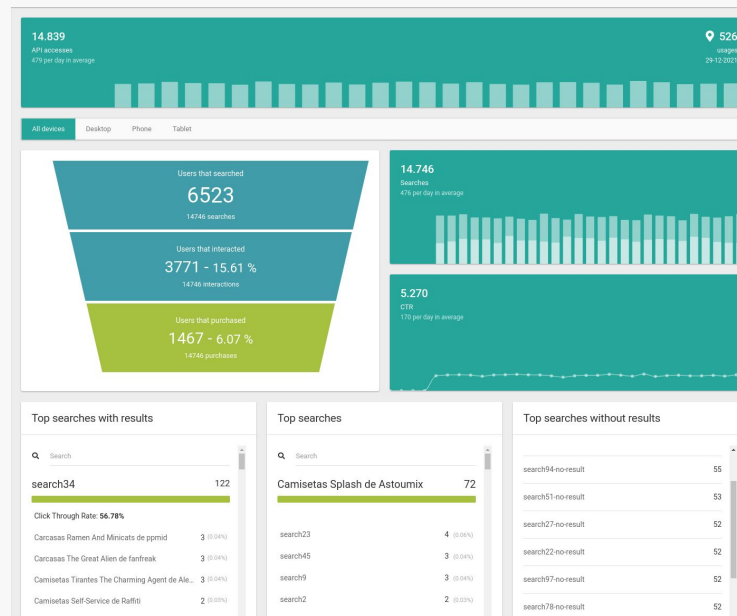 14.839
API accesses
479 per day in average
526
usages
29-12-2021
All devices
Desktop
Phone
Tablet
Users that searched
6523
14746 searches
Users that interacted
3771 - 15.61 %
14746 interactions
Users that purchased
1467 - 6.07 %
14746 purchases
14.746
Searches
476 per day in average
5.270
CTR
170 per day in average
Top searches with results
Search
search34 122
Click Through Rate: 56.78%
Carcasas Ramen And Minicats de ppmid 3 (0.04%)
Carcasas The Great Alien de fanfreak 3 (0.04%)
Camisetas Tirantes The Charming Agent de Ale... 3 (0.04%)
Camisetas Self-Service de Raffiti 2 (0.03%)
Top searches
Search
Camisetas Splash de Astoumix 72
search23 4 (0.06%)
search45 3 (0.04%)
search9 3 (0.04%)
search2 2 (0.03%)
Top searches without results
search94-no-result 55
search51-no-result 53
search27-no-result 52
search22-no-result 52
search97-no-result 52
search78-no-result 52